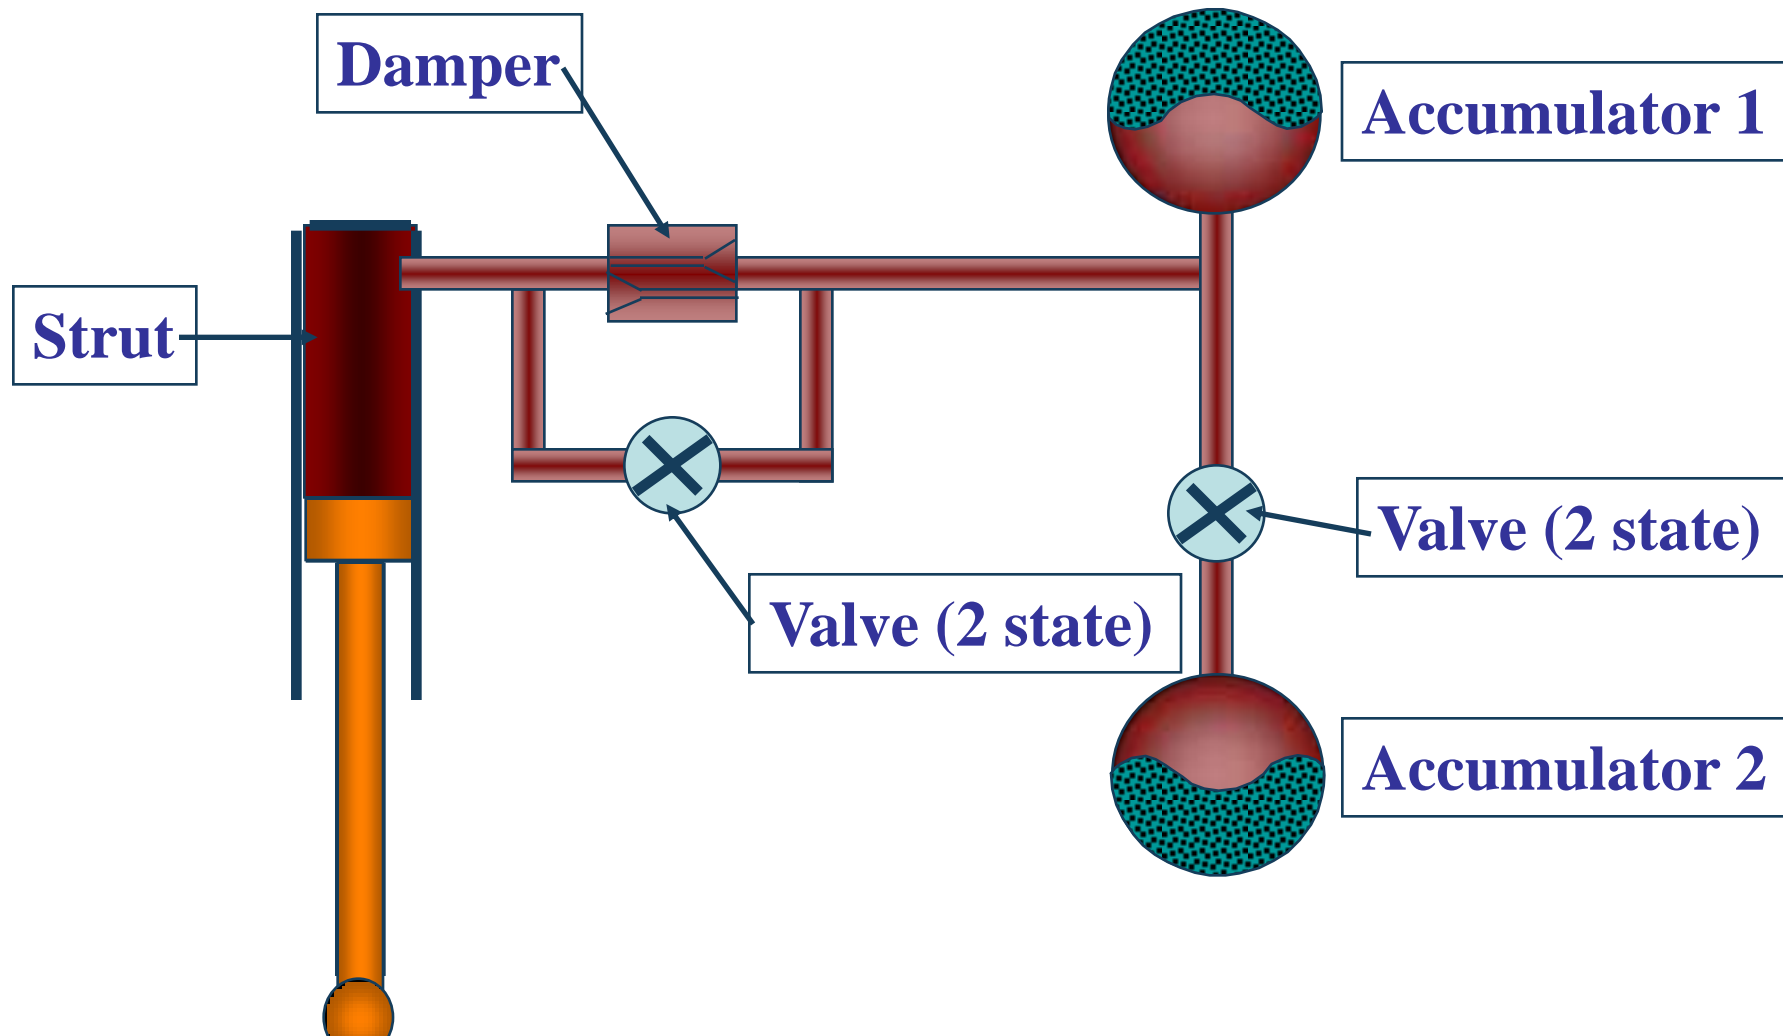 Damper
Accumulator 1
Strut
Valve (2 state)
Valve (2 state)
Accumulator 2